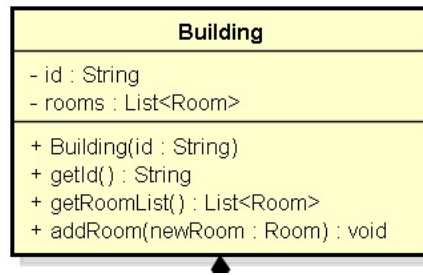 Building
- id : String
- rooms : List<Room>
+ Building(id : String)
+ getId() : String
+ getRoomList() : List<Room>
+ addRoom(newRoom : Room) : void